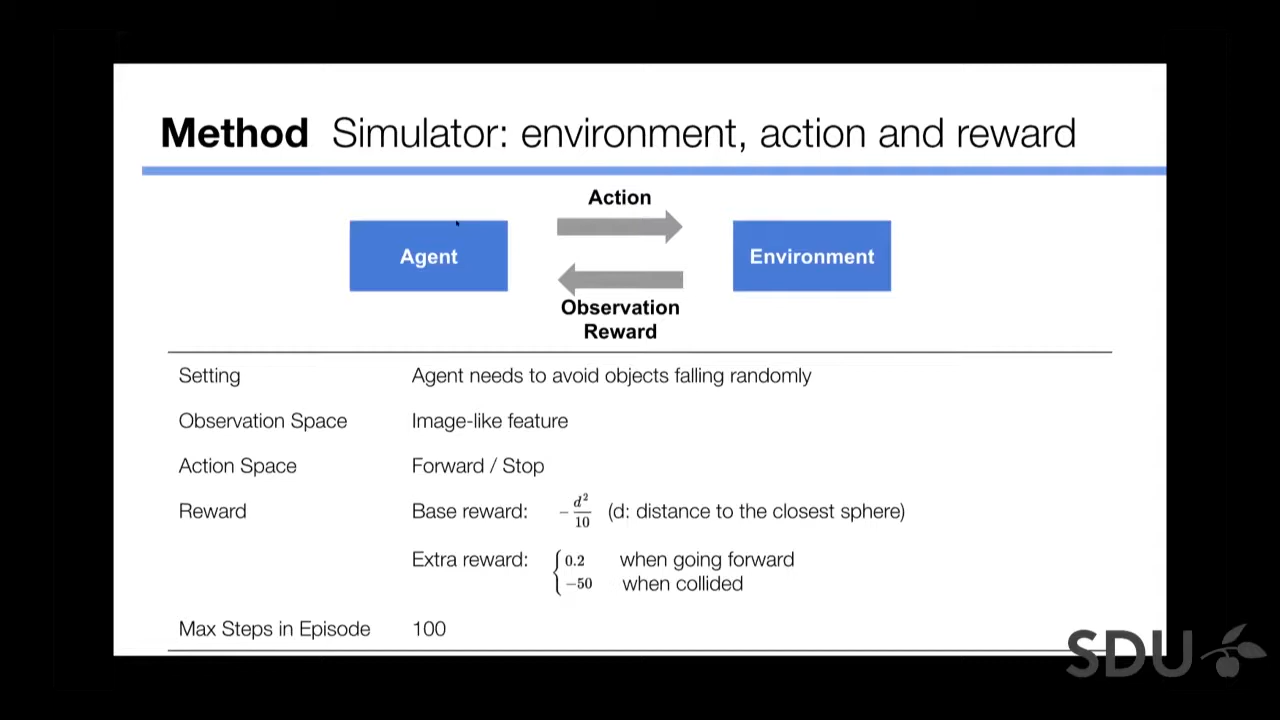 Method Simulator: environment, action and reward
Action
Agent
Environment
Observation
Reward
Setting Agent needs to avoid objects falling randomly
Observation Space Image-like feature
Action Space Forward / Stop
Reward Base reward: −d²/10 (d: distance to the closest sphere)
Extra reward: { 0.2 when going forward
−50 when collided
Max Steps in Episode 100
SDU